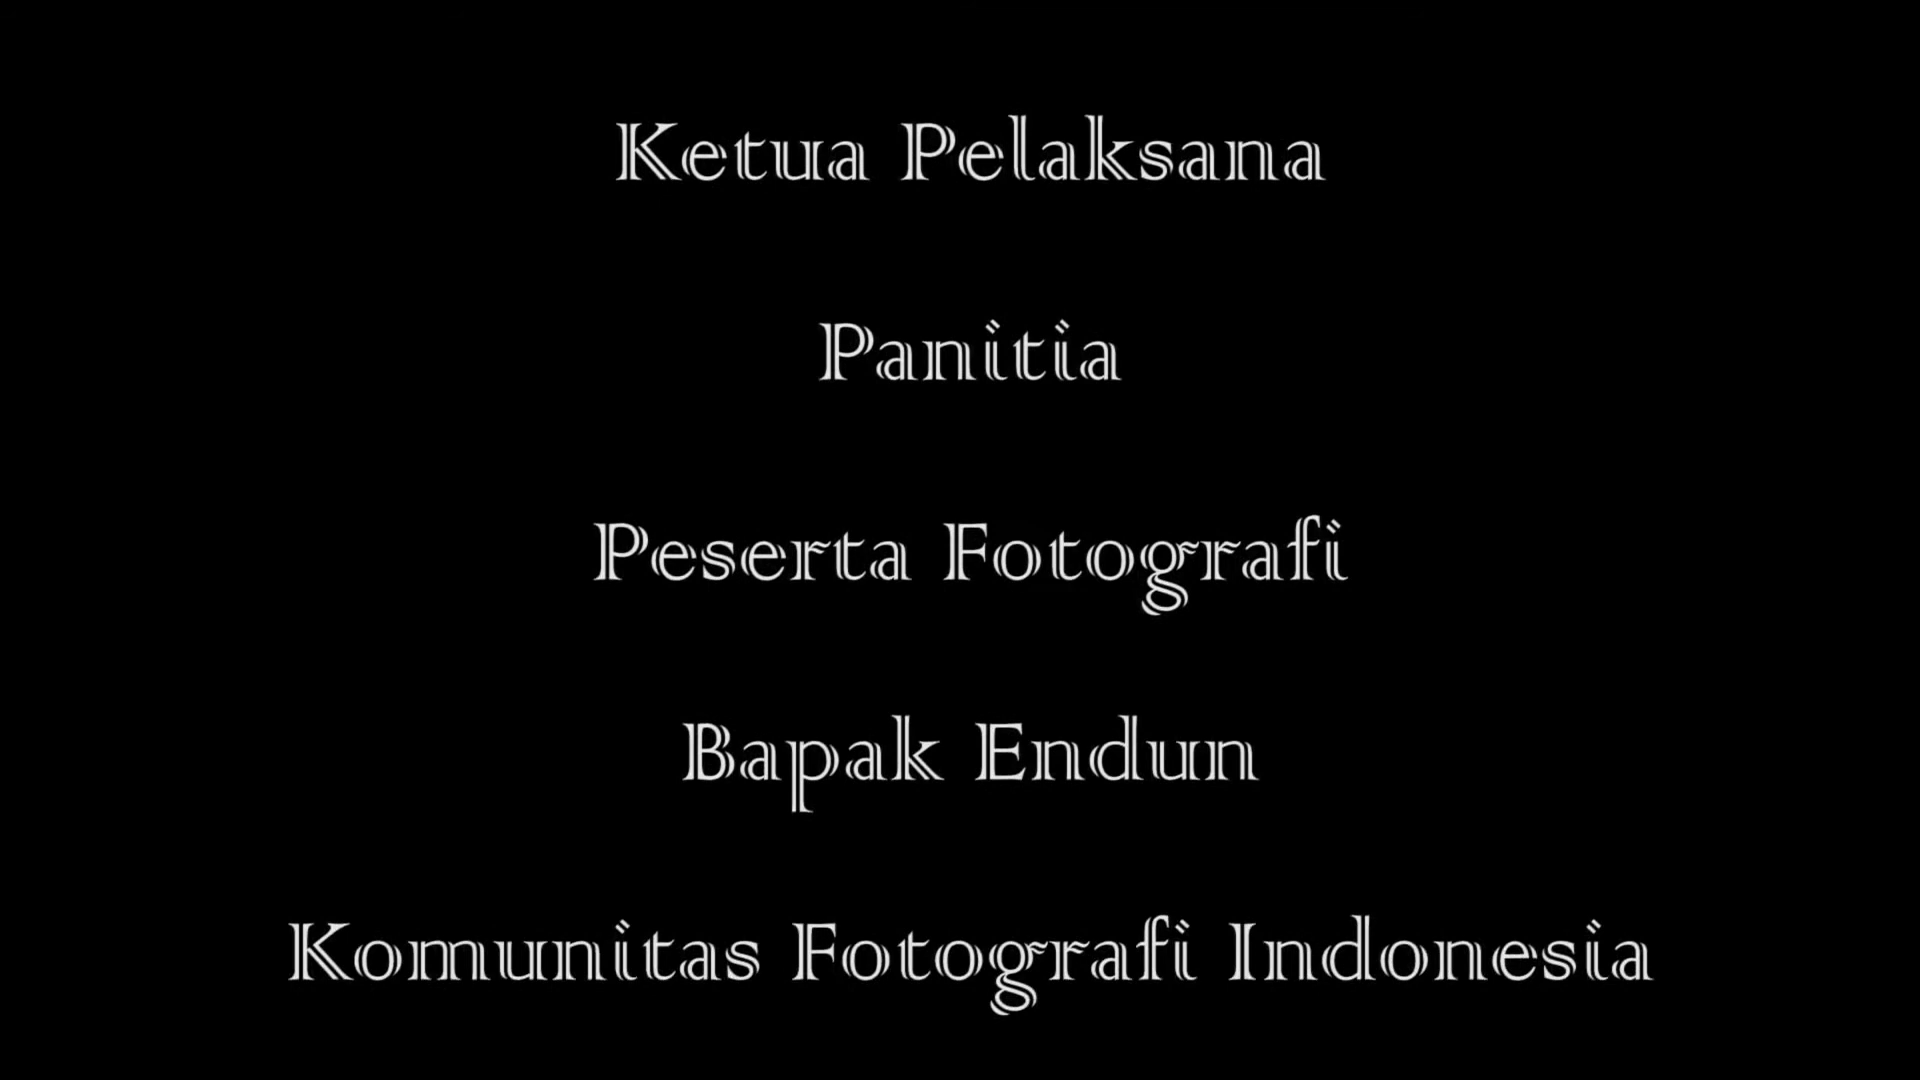 Ketua Pelaksana
Panitia
Peserta Fotografi
Bapak Endun
Komunitas Fotografi Indonesia